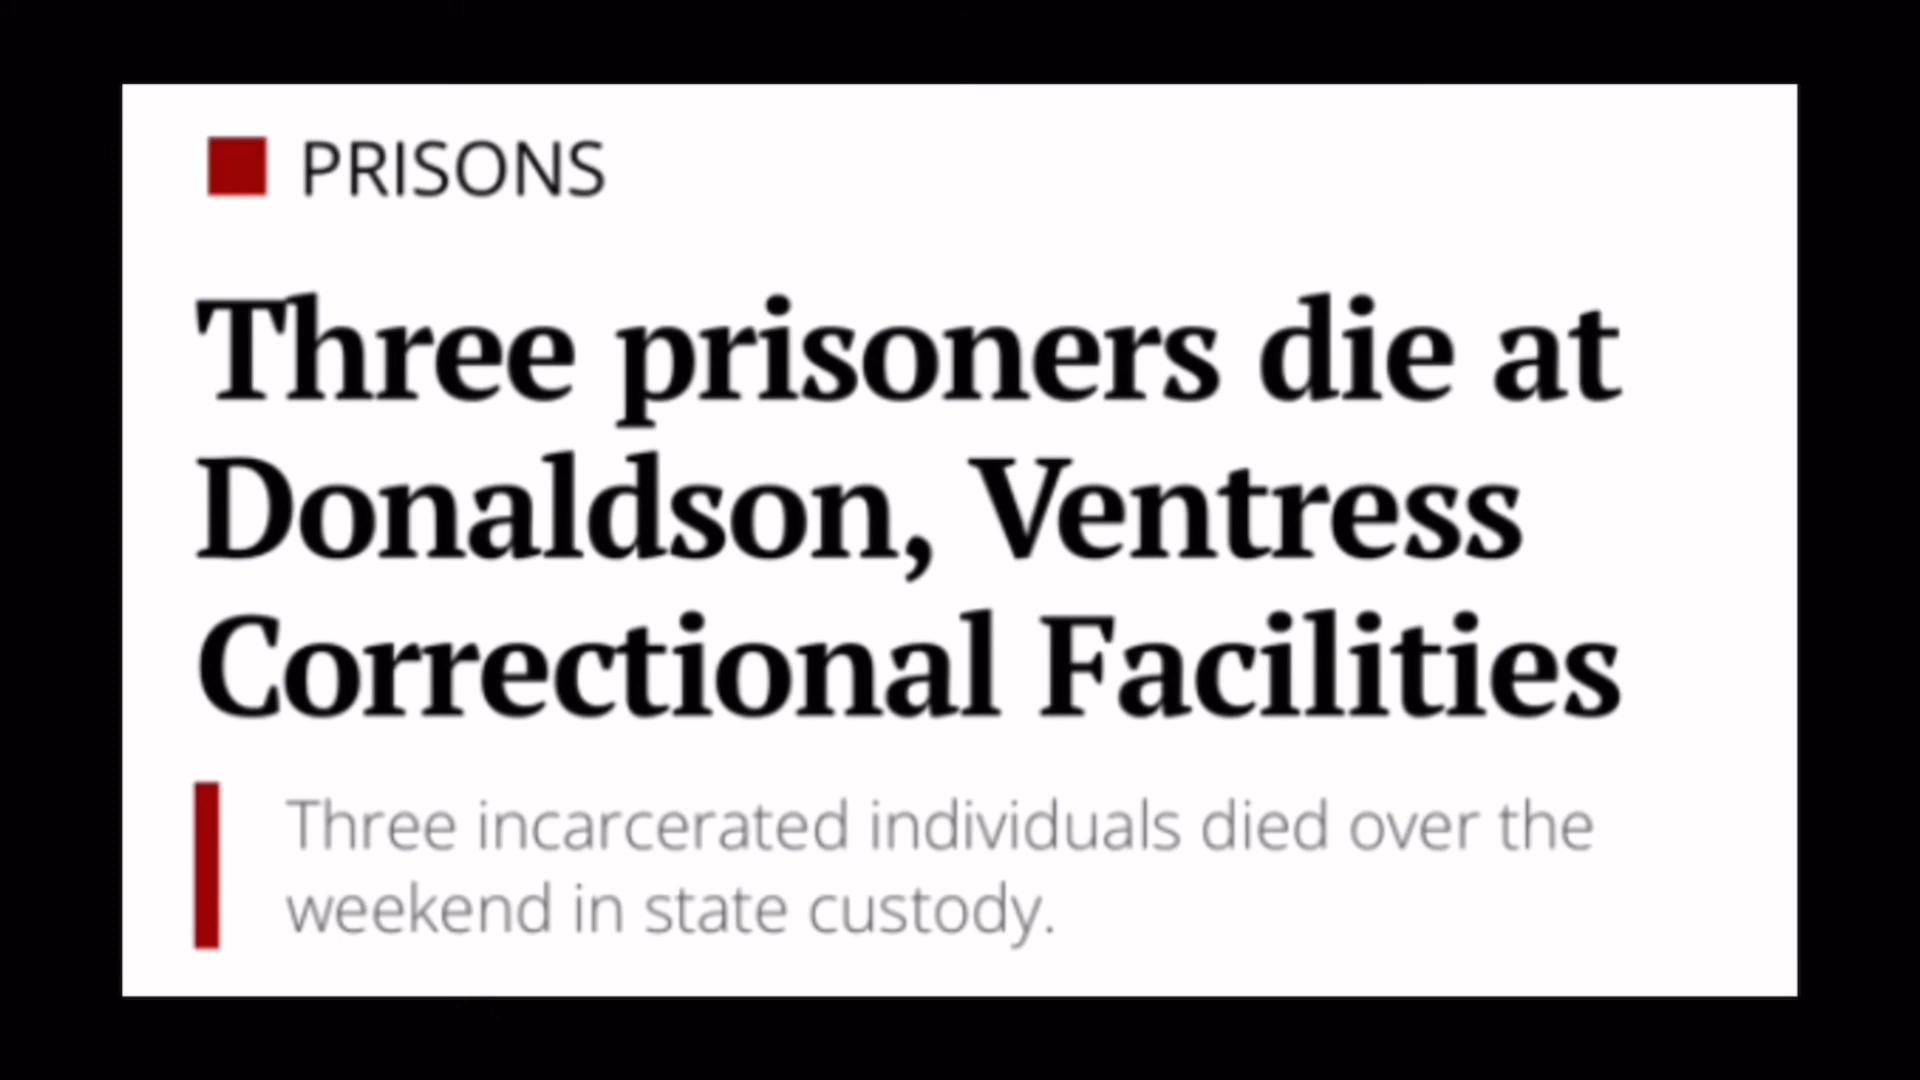 PRISONS
Three prisoners die at
Donaldson, Ventress
Correctional Facilities
Three incarcerated individuals died over the
weekend in state custody.